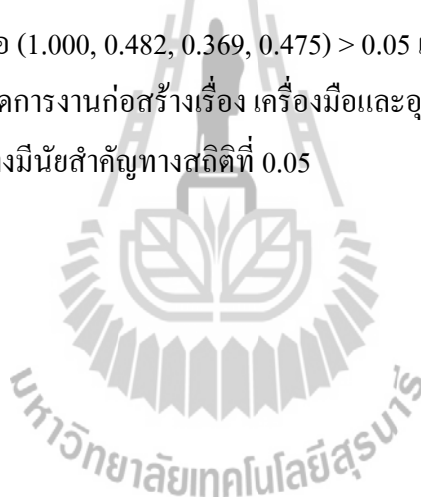 (1.000, 0.482, 0.369, 0.475) > 0.05
ดการงานก่อสร้างเรื่อง เครื่องมือและอุ
งมีนัยสำคัญทางสถิติที่ 0.05
มหาวิทยาลัยเทคโนโลยีสุรนารี